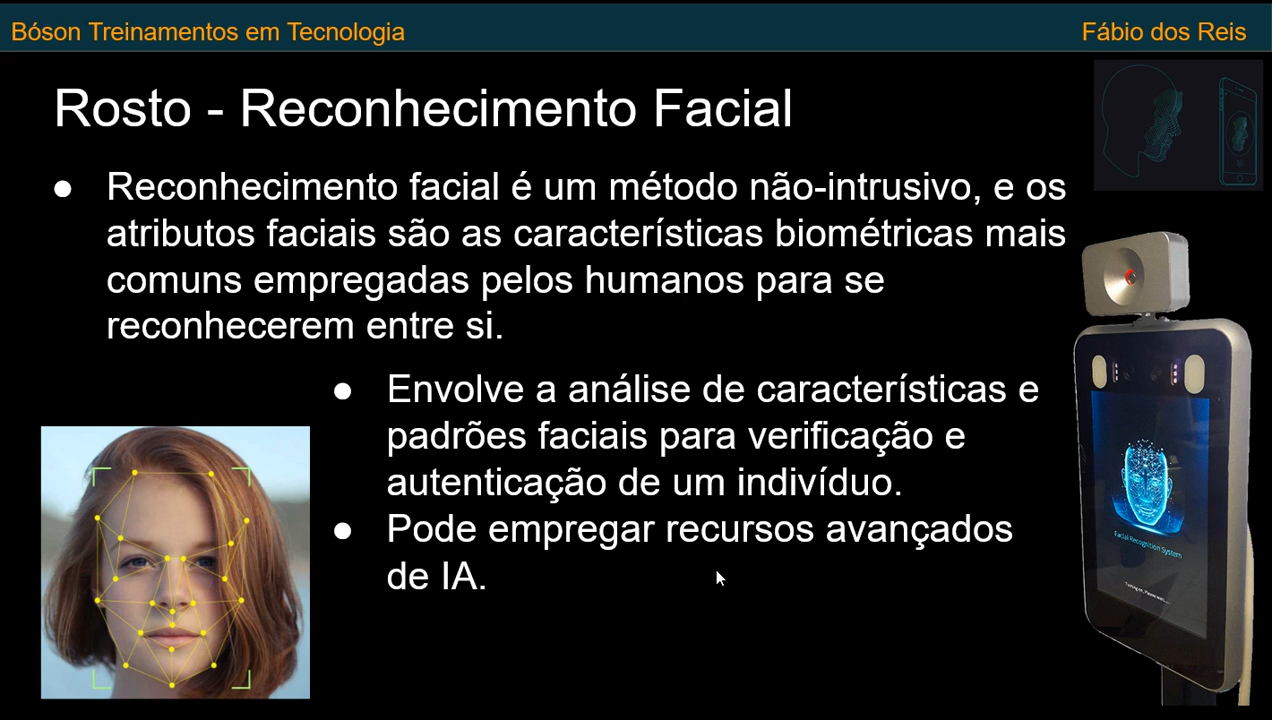 Bóson Treinamentos em Tecnologia
Fábio dos Reis
Rosto - Reconhecimento Facial
● Reconhecimento facial é um método não-intrusivo, e os
atributos faciais são as características biométricas mais
comuns empregadas pelos humanos para se
reconhecerem entre si.
● Envolve a análise de características e
padrões faciais para verificação e
autenticação de um indivíduo.
● Pode empregar recursos avançados
de IA.
Facial Recognition System